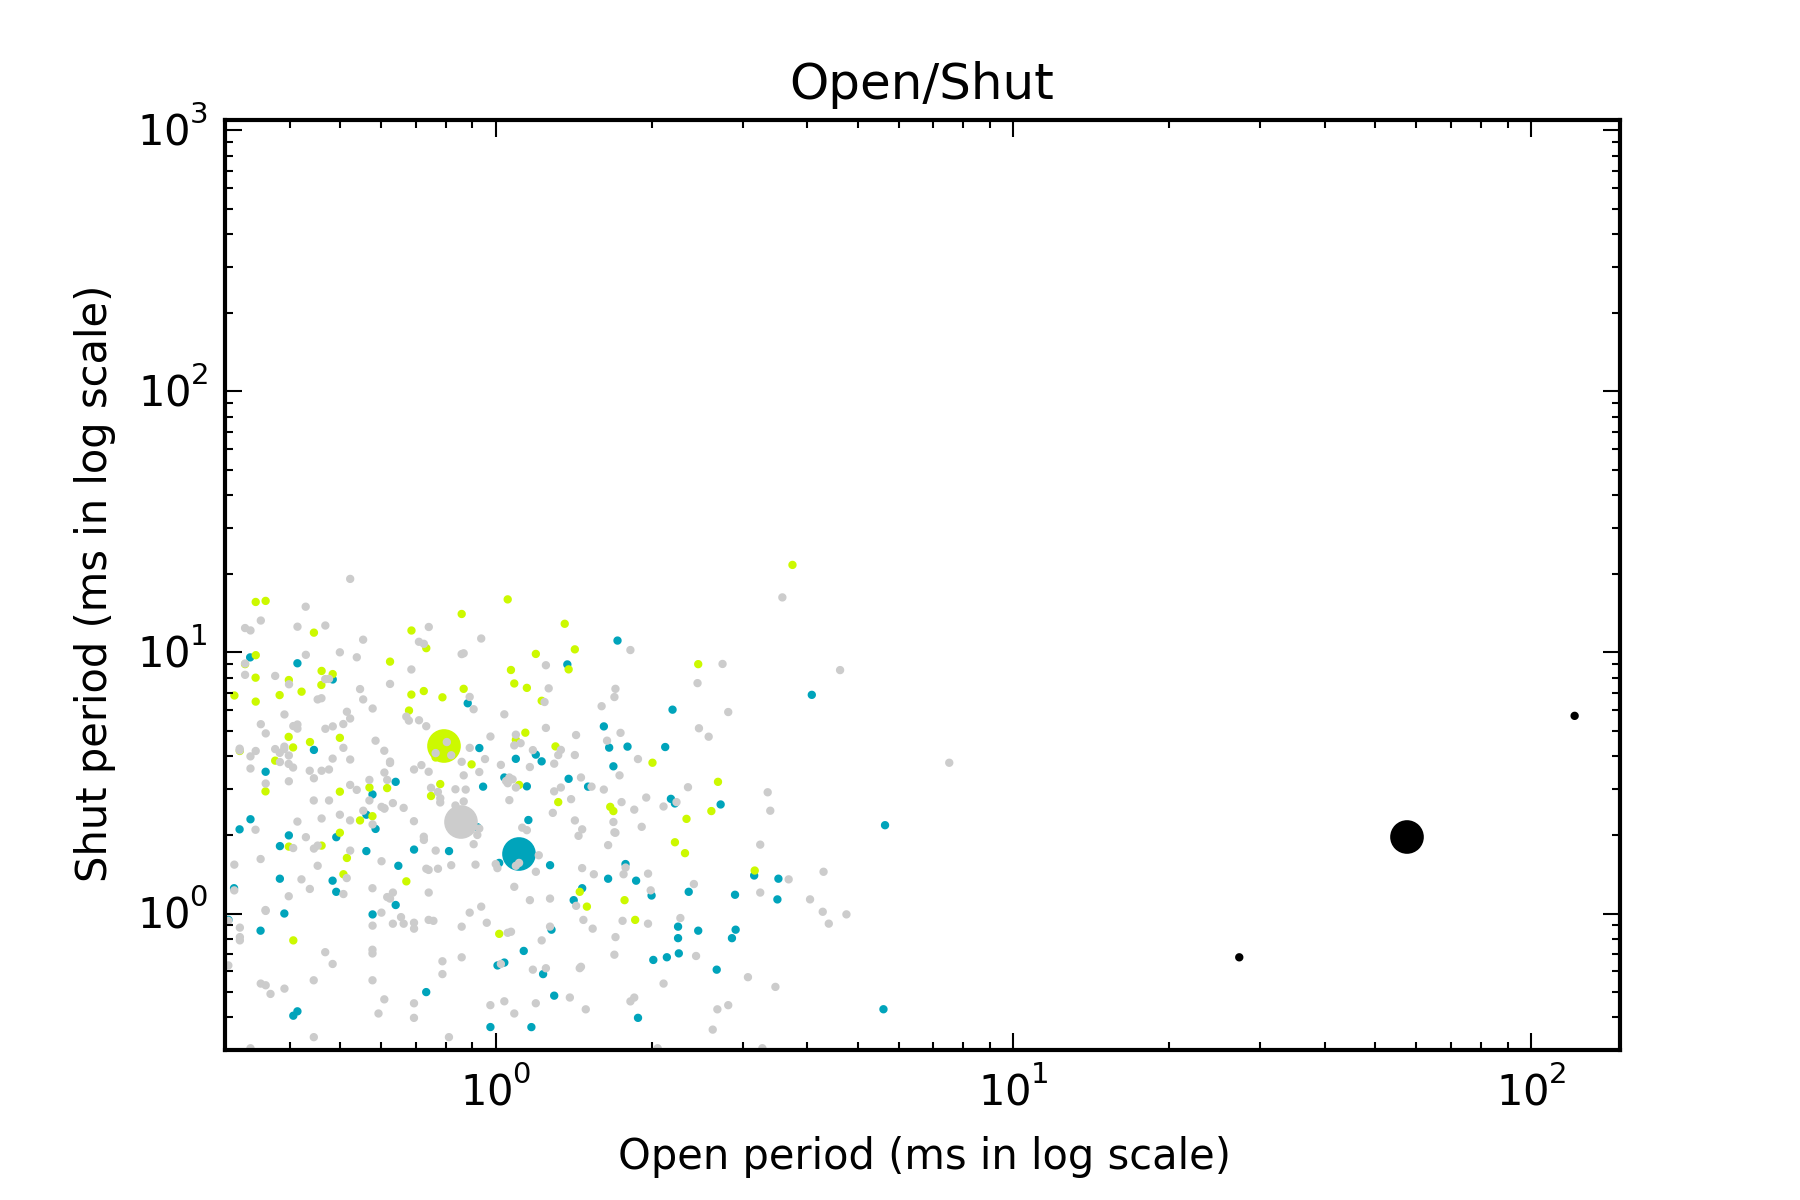 Open/Shut
10³
10²
10¹
10⁰
Shut period (ms in log scale)
10⁰ 10¹ 10²
Open period (ms in log scale)